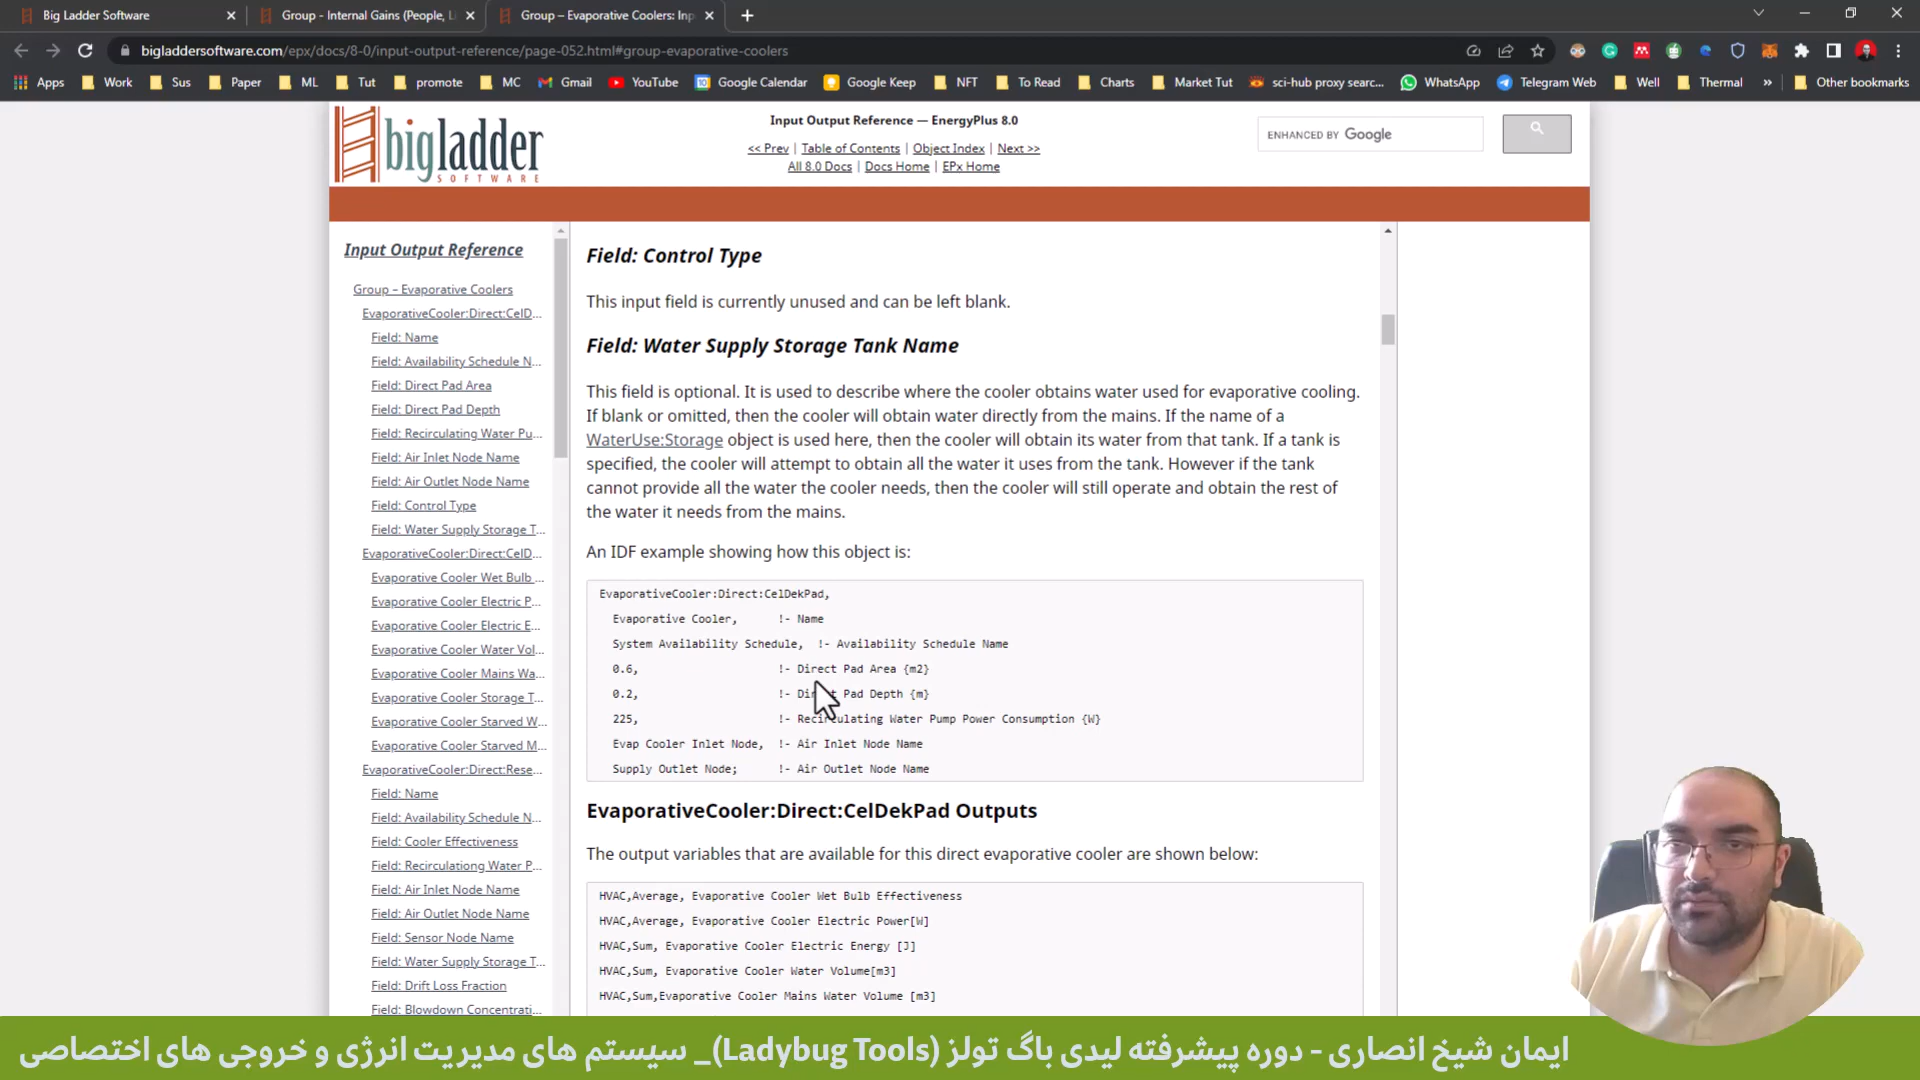 Big Ladder Software
Group - Internal Gains (People, Li
Group – Evaporative Coolers: Inp
bigladdersoftware.com/epx/docs/8-0/input-output-reference/page-052.html#group-evaporative-coolers
Apps Work Sus Paper ML Tut promote MC Gmail YouTube Google Calendar Google Keep NFT To Read Charts Market Tut sci-hub proxy searc... WhatsApp Telegram Web Well Thermal » Other bookmarks
bigladder
SOFTWARE
Input Output Reference — EnergyPlus 8.0
<< Prev | Table of Contents | Object Index | Next >>
All 8.0 Docs | Docs Home | EPx Home
ENHANCED BY Google
Input Output Reference
Group – Evaporative Coolers
EvaporativeCooler:Direct:CelD...
Field: Name
Field: Availability Schedule N...
Field: Direct Pad Area
Field: Direct Pad Depth
Field: Recirculating Water Pu...
Field: Air Inlet Node Name
Field: Air Outlet Node Name
Field: Control Type
Field: Water Supply Storage T...
EvaporativeCooler:Direct:CelD...
Evaporative Cooler Wet Bulb ...
Evaporative Cooler Electric P...
Evaporative Cooler Electric E...
Evaporative Cooler Water Vol...
Evaporative Cooler Mains Wa...
Evaporative Cooler Storage T...
Evaporative Cooler Starved W...
Evaporative Cooler Starved M...
EvaporativeCooler:Direct:Rese...
Field: Name
Field: Availability Schedule N...
Field: Cooler Effectiveness
Field: Recirculationg Water P...
Field: Air Inlet Node Name
Field: Air Outlet Node Name
Field: Sensor Node Name
Field: Water Supply Storage T...
Field: Drift Loss Fraction
Field: Blowdown Concentrati...
Field: Control Type
This input field is currently unused and can be left blank.
Field: Water Supply Storage Tank Name
This field is optional. It is used to describe where the cooler obtains water used for evaporative cooling.
If blank or omitted, then the cooler will obtain water directly from the mains. If the name of a
WaterUse:Storage object is used here, then the cooler will obtain its water from that tank. If a tank is
specified, the cooler will attempt to obtain all the water it uses from the tank. However if the tank
cannot provide all the water the cooler needs, then the cooler will still operate and obtain the rest of
the water it needs from the mains.
An IDF example showing how this object is:
EvaporativeCooler:Direct:CelDekPad,
Evaporative Cooler, !- Name
System Availability Schedule, !- Availability Schedule Name
0.6, !- Direct Pad Area {m2}
0.2, !- Direct Pad Depth {m}
225, !- Recirculating Water Pump Power Consumption {W}
Evap Cooler Inlet Node, !- Air Inlet Node Name
Supply Outlet Node; !- Air Outlet Node Name
EvaporativeCooler:Direct:CelDekPad Outputs
The output variables that are available for this direct evaporative cooler are shown below:
HVAC,Average, Evaporative Cooler Wet Bulb Effectiveness
HVAC,Average, Evaporative Cooler Electric Power[W]
HVAC,Sum, Evaporative Cooler Electric Energy [J]
HVAC,Sum, Evaporative Cooler Water Volume[m3]
HVAC,Sum,Evaporative Cooler Mains Water Volume [m3]
ایمان شیخ انصاری - دوره پیشرفته لیدی باگ تولز (Ladybug Tools)_ سیستم های مدیریت انرژی و خروجی های اختصاصی